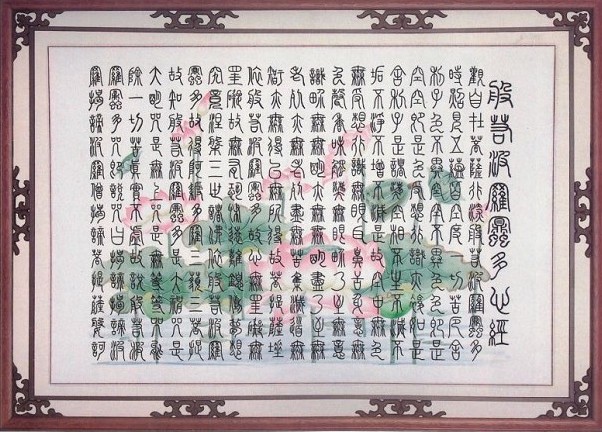 般若波羅蜜多心經
觀自在菩薩行深般若波羅蜜多
時照見五蘊皆空度一切苦厄舍
利子色不異空空不異色色即是
空空即是色受想行識亦復如是
舍利子是諸法空相不生不滅不
垢不淨不增不減是故空中無色
無受想行識無眼耳鼻舌身意無
色聲香味觸法無眼界乃至無意
識界無無明亦無無明盡乃至無
老死亦無老死盡無苦集滅道無
智亦無得以無所得故菩提薩埵
依般若波羅蜜多故心無罣礙無
罣礙故無有恐怖遠離顛倒夢想
究竟涅槃三世諸佛依般若波羅
蜜多故得阿耨多羅三藐三菩提
故知般若波羅蜜多是大神咒是
大明咒是無上咒是無等等咒能
除一切苦真實不虛故說般若波
羅蜜多咒即說咒曰揭諦揭諦波
羅揭諦波羅僧揭諦菩提薩婆訶